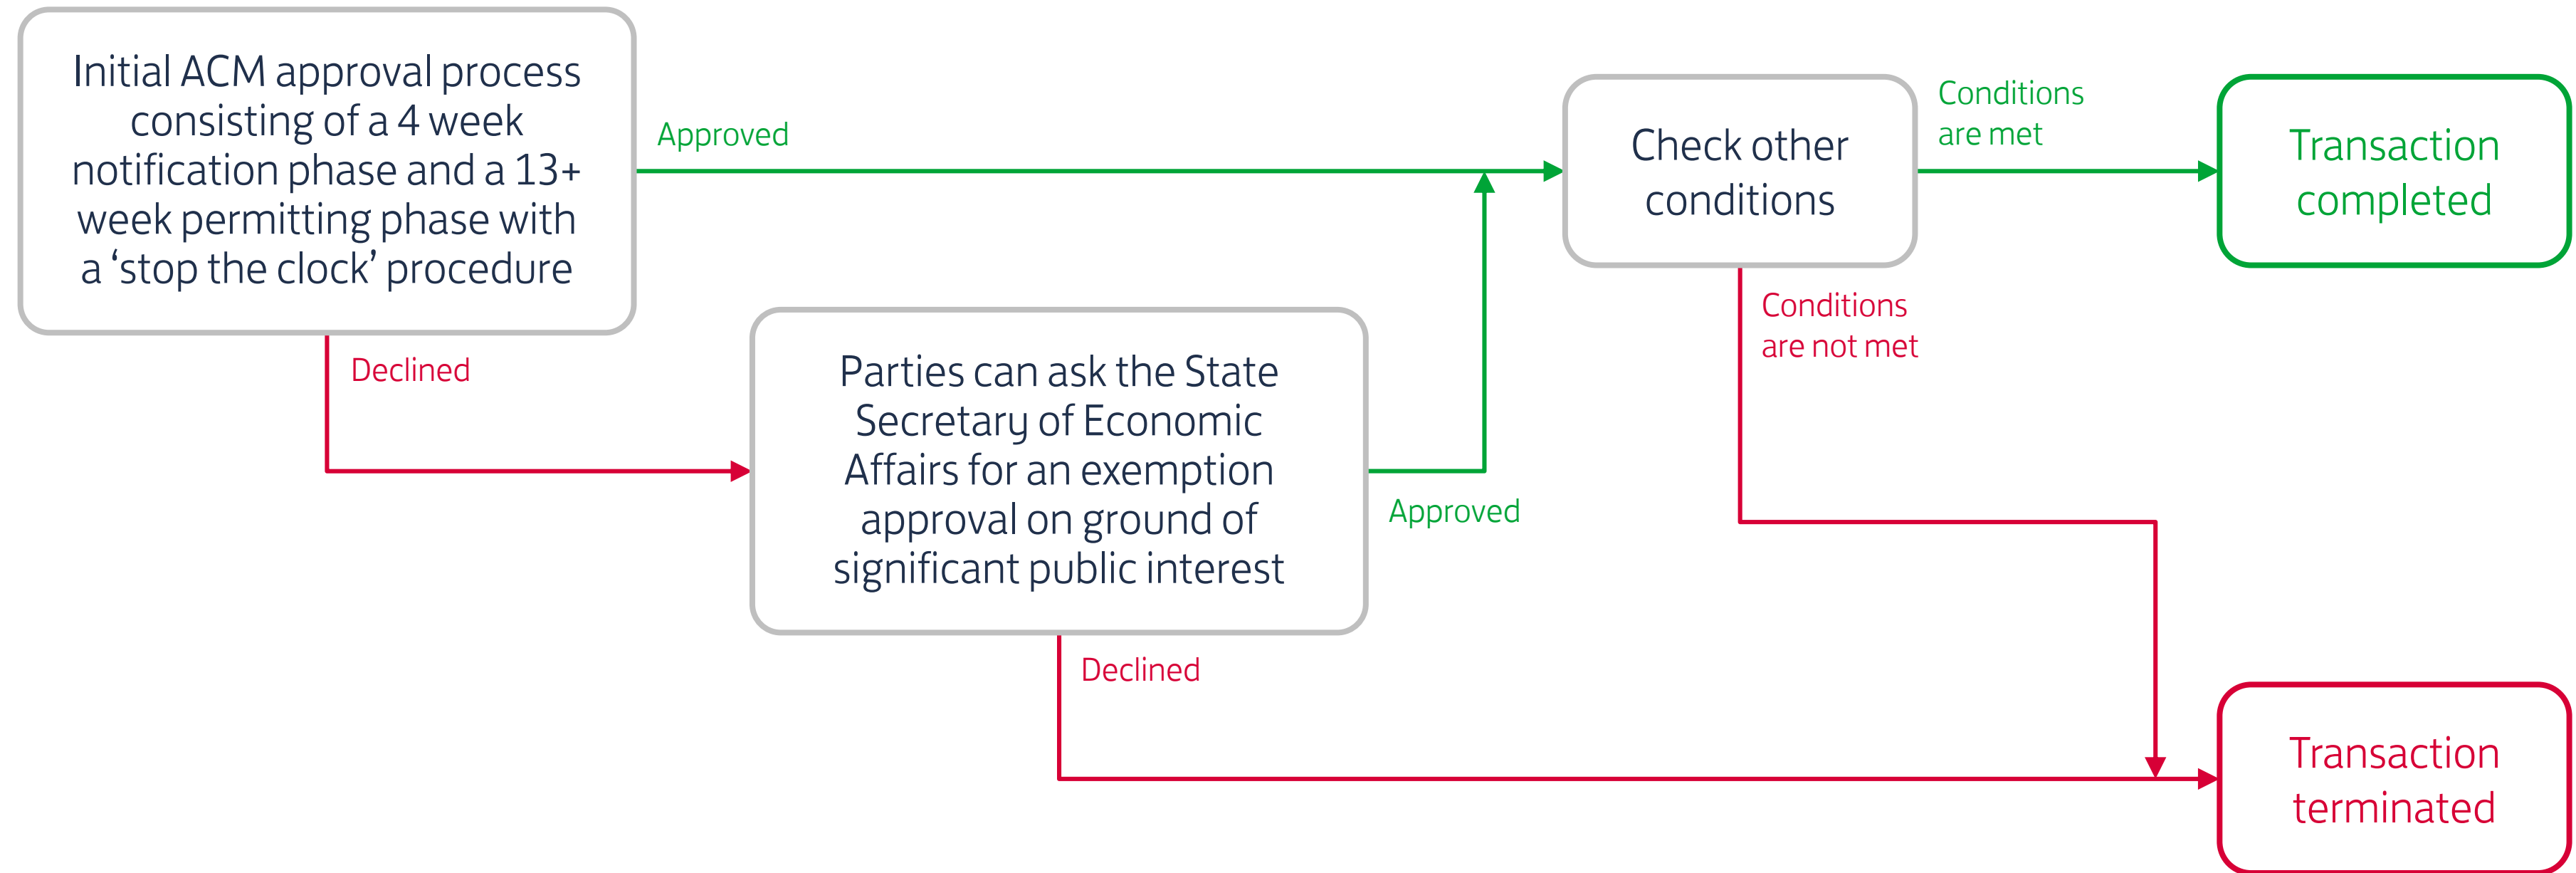 Initial ACM approval process
consisting of a 4 week
notification phase and a 13+
week permitting phase with
a ‘stop the clock’ procedure
Approved
Declined
Parties can ask the State
Secretary of Economic
Affairs for an exemption
approval on ground of
significant public interest
Approved
Declined
Check other
conditions
Conditions
are met
Conditions
are not met
Transaction
completed
Transaction
terminated